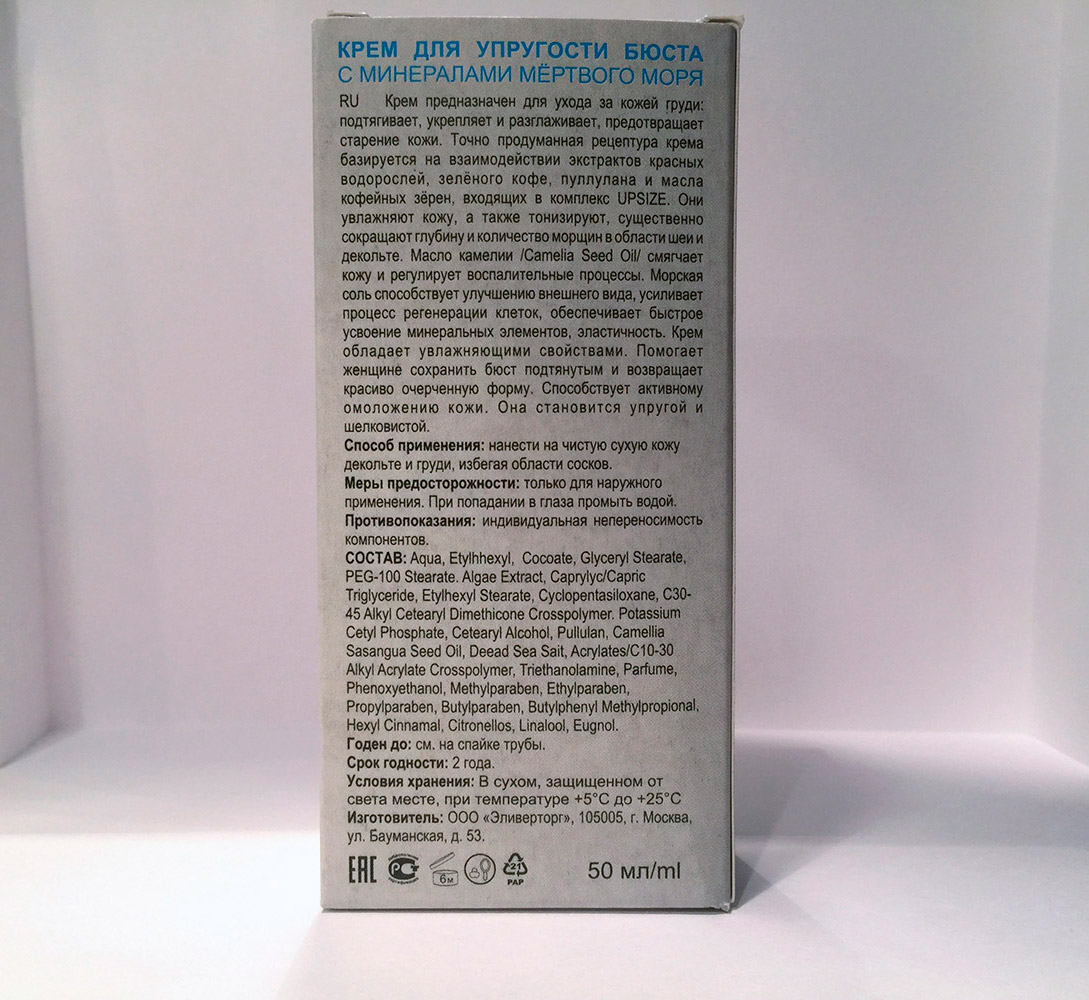 КРЕМ ДЛЯ УПРУГОСТИ БЮСТА
С МИНЕРАЛАМИ МЁРТВОГО МОРЯ
RU Крем предназначен для ухода за кожей груди:
подтягивает, укрепляет и разглаживает, предотвращает
старение кожи. Точно продуманная рецептура крема
базируется на взаимодействии экстрактов красных
водорослей, зелёного кофе, пуллулана и масла
кофейных зёрен, входящих в комплекс UPSIZE. Они
увлажняют кожу, а также тонизируют, существенно
сокращают глубину и количество морщин в области шеи и
декольте. Масло камелии /Camelia Seed Oil/ смягчает
кожу и регулирует воспалительные процессы. Морская
соль способствует улучшению внешнего вида, усиливает
процесс регенерации клеток, обеспечивает быстрое
усвоение минеральных элементов, эластичность. Крем
обладает увлажняющими свойствами. Помогает
женщине сохранить бюст подтянутым и возвращает
красиво очерченную форму. Способствует активному
омоложению кожи. Она становится упругой и
шелковистой.
Способ применения: нанести на чистую сухую кожу
декольте и груди, избегая области сосков.
Меры предосторожности: только для наружного
применения. При попадании в глаза промыть водой.
Противопоказания: индивидуальная непереносимость
компонентов.
СОСТАВ: Aqua, Etylhhexyl, Cocoate, Glyceryl Stearate,
PEG-100 Stearate. Algae Extract, Caprylyc/Capric
Triglyceride, Etylhexyl Stearate, Cyclopentasiloxane, C30-
45 Alkyl Cetearyl Dimethicone Crosspolymer. Potassium
Cetyl Phosphate, Cetearyl Alcohol, Pullulan, Camellia
Sasangua Seed Oil, Deead Sea Sait, Acrylates/C10-30
Alkyl Acrylate Crosspolymer, Triethanolamine, Parfume,
Phenoxyethanol, Methylparaben, Ethylparaben,
Propylparaben, Butylparaben, Butylphenyl Methylpropional,
Hexyl Cinnamal, Citronellos, Linalool, Eugnol.
Годен до: см. на спайке трубы.
Срок годности: 2 года.
Условия хранения: В сухом, защищенном от
света месте, при температуре +5°С до +25°С
Изготовитель: ООО «Эливерторг», 105005, г. Москва,
ул. Бауманская, д. 53.
EAC РСТ 6м 21 PAP 50 мл/ml